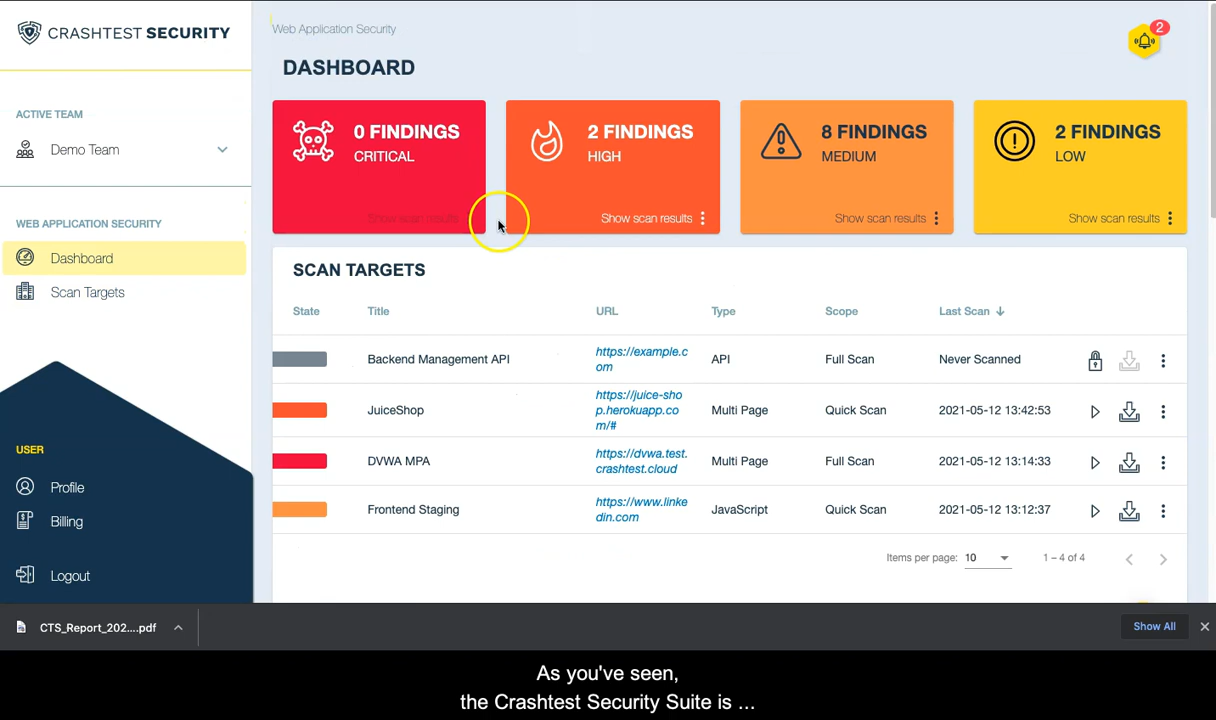 CRASHTEST SECURITY
Web Application Security
2
DASHBOARD
ACTIVE TEAM
Demo Team
0 FINDINGS
CRITICAL
Show scan results
2 FINDINGS
HIGH
Show scan results
8 FINDINGS
MEDIUM
Show scan results
2 FINDINGS
LOW
Show scan results
WEB APPLICATION SECURITY
Dashboard
Scan Targets
SCAN TARGETS
State Title URL Type Scope Last Scan
Backend Management API https://example.c
om API Full Scan Never Scanned
JuiceShop https://juice-sho
p.herokuapp.co
m/# Multi Page Quick Scan 2021-05-12 13:42:53
DVWA MPA https://dvwa.test.
crashtest.cloud Multi Page Full Scan 2021-05-12 13:14:33
Frontend Staging https://www.linke
din.com JavaScript Quick Scan 2021-05-12 13:12:37
Items per page: 10 1 – 4 of 4
USER
Profile
Billing
Logout
CTS_Report_202....pdf
Show All
As you've seen,
the Crashtest Security Suite is ...